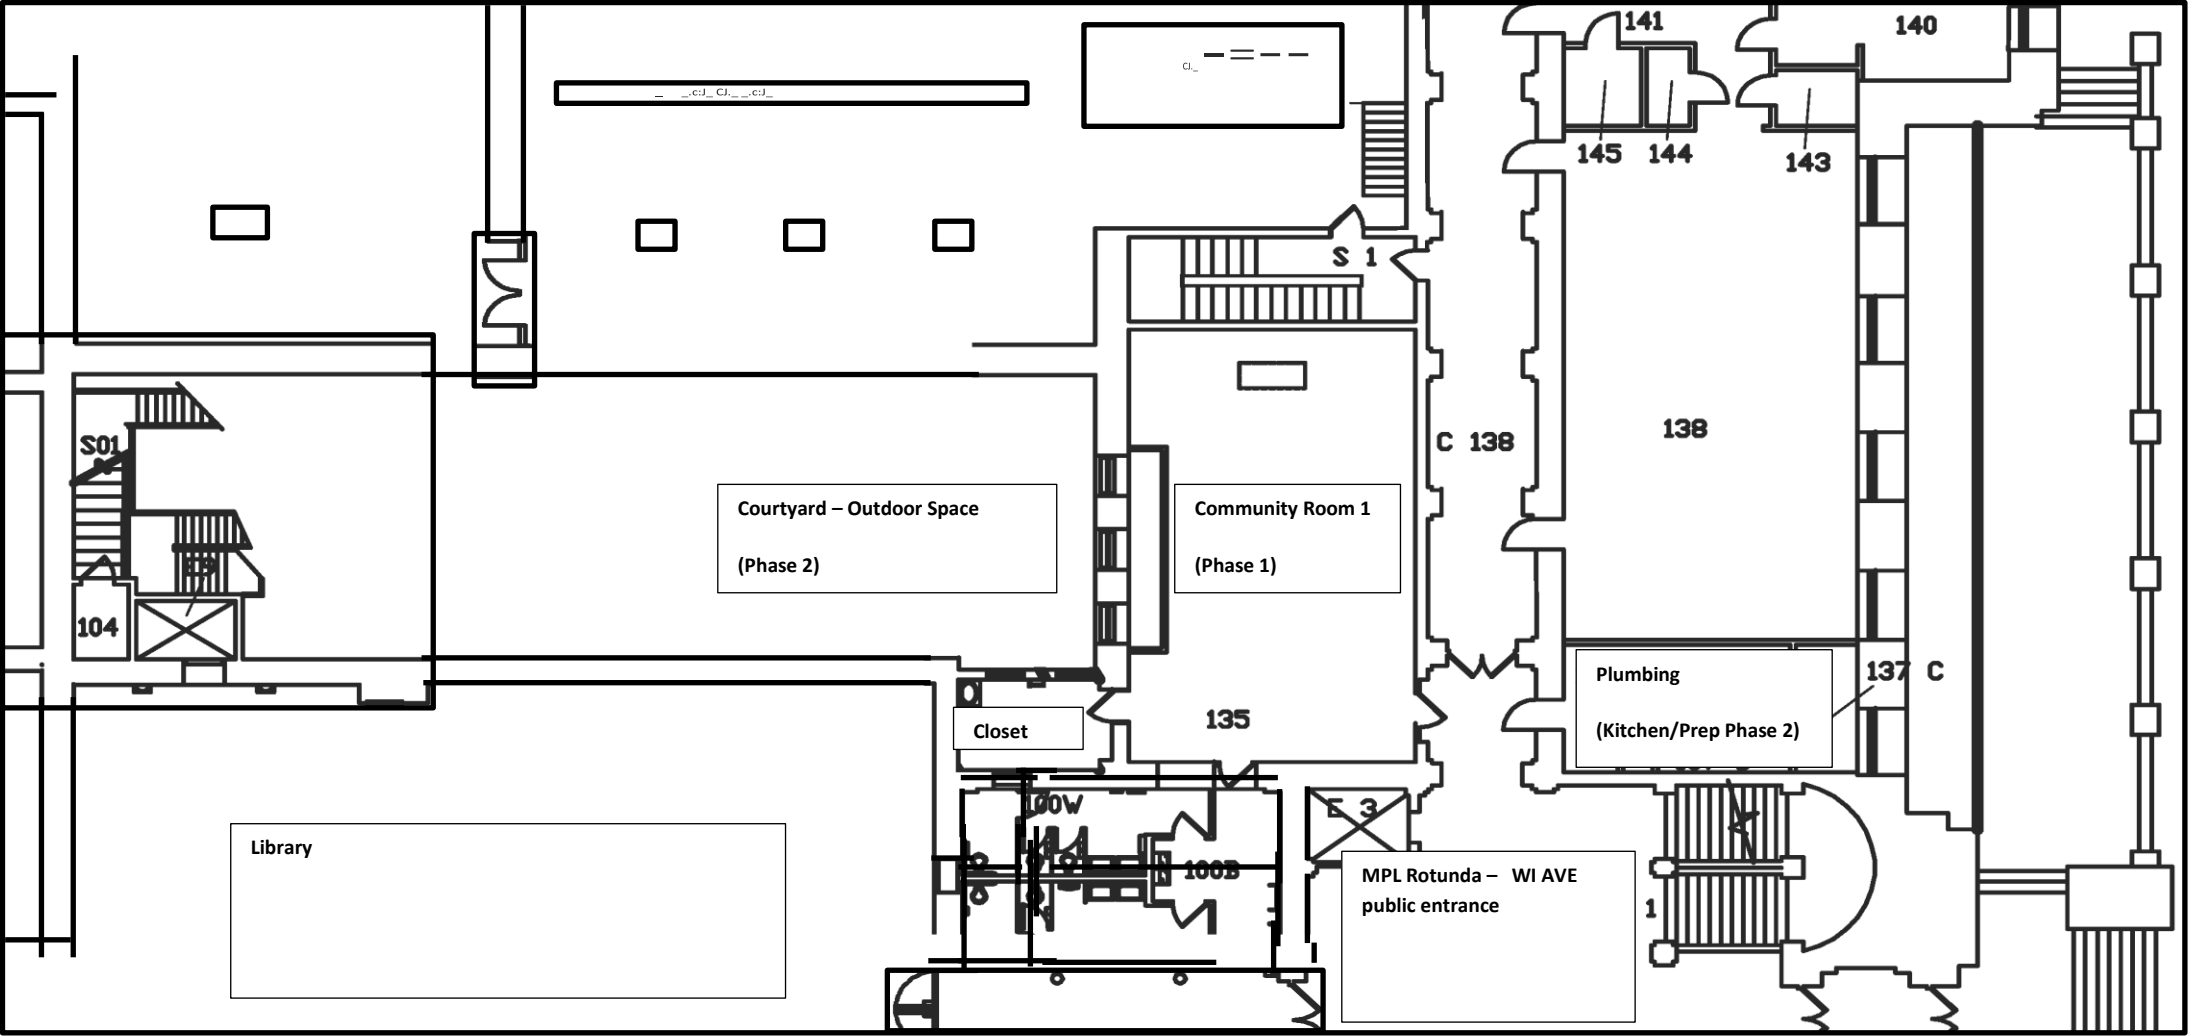 141
140
145
144
143
S 1
S01
C 138
138
Courtyard – Outdoor Space
(Phase 2)
Community Room 1
(Phase 1)
E9
104
Plumbing
(Kitchen/Prep Phase 2)
137 C
135
Closet
100W
E 3
Library
100B
MPL Rotunda – WI AVE
public entrance
1